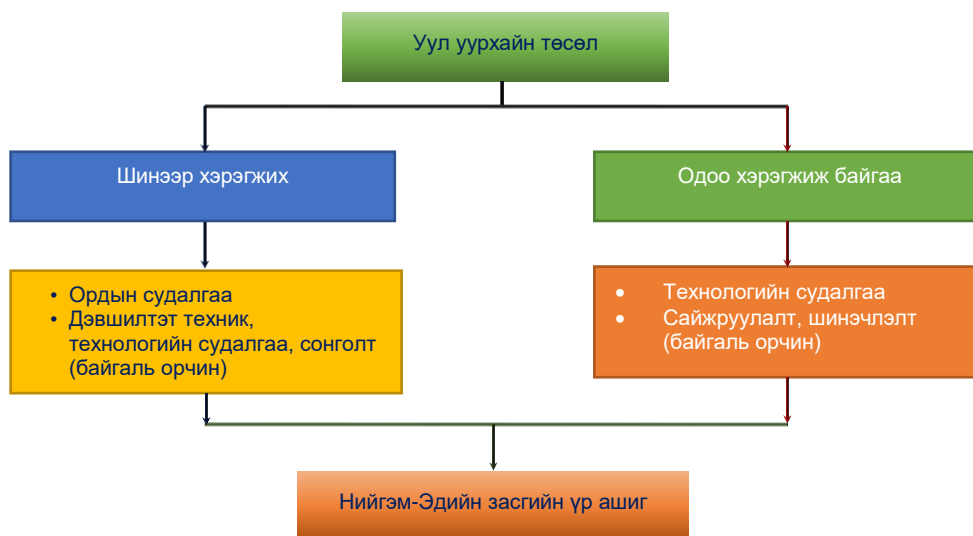 Уул уурхайн төсөл
Шинээр хэрэгжих
Одоо хэрэгжиж байгаа
• Ордын судалгаа
• Дэвшилтэт техник,
технологийн судалгаа, сонголт
(байгаль орчин)
• Технологийн судалгаа
• Сайжруулалт, шинэчлэлт
(байгаль орчин)
Нийгэм-Эдийн засгийн үр ашиг